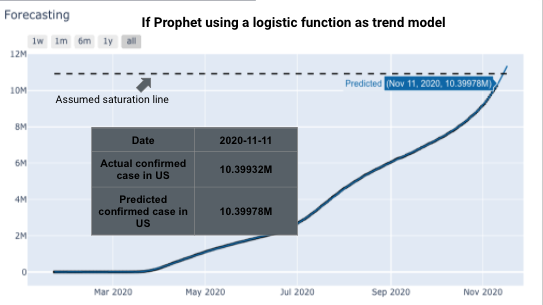 Forecasting
If Prophet using a logistic function as trend model
1w 1m 6m 1y all
12M
Predicted (Nov 11, 2020, 10.39978M)
10M
Assumed saturation line
8M
Date 2020-11-11
Actual confirmed
case in US
10.39932M
6M
Predicted
confirmed case in
US
10.39978M
4M
2M
0
Mar 2020 May 2020 Jul 2020 Sep 2020 Nov 2020